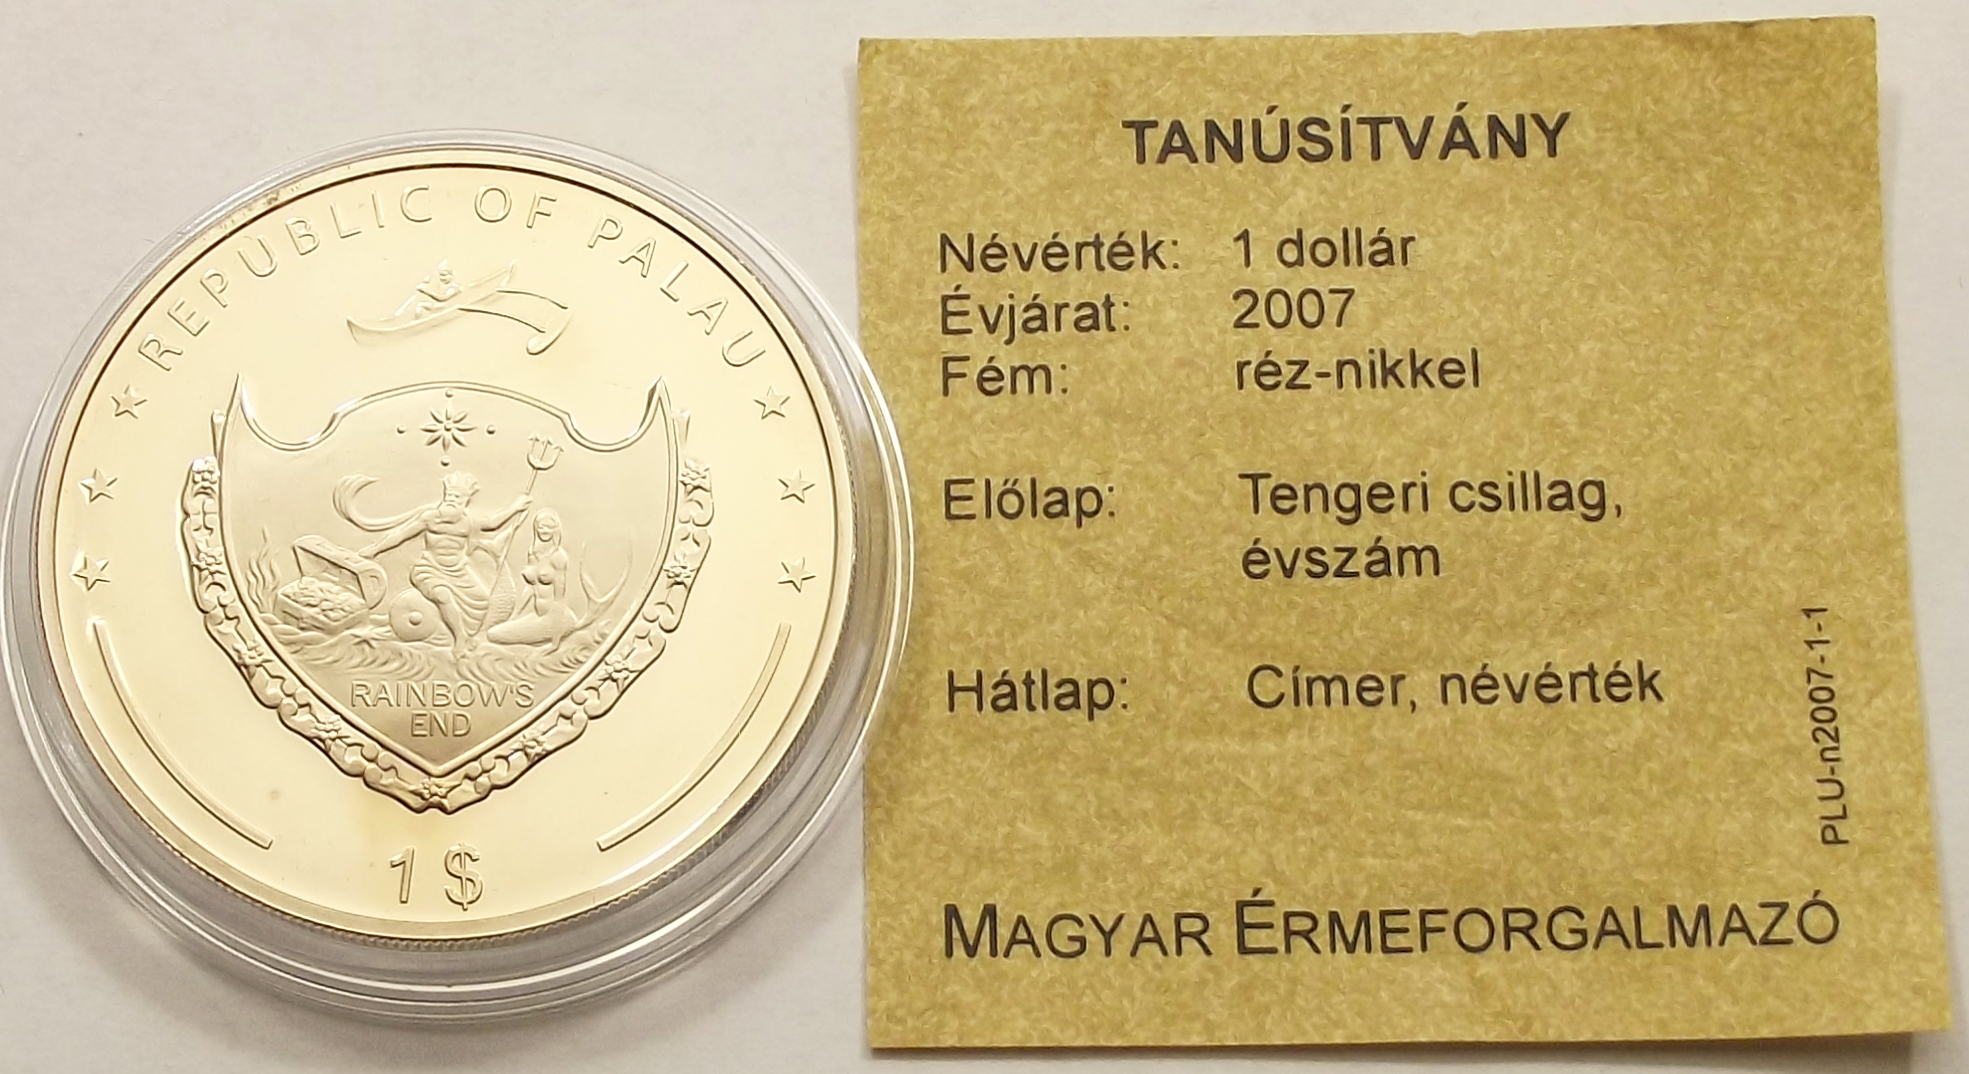 REPUBLIC OF PALAU
RAINBOW'S
END
1 $
TANÚSÍTVÁNY
Névérték: 1 dollár
Évjárat: 2007
Fém: réz-nikkel
Előlap: Tengeri csillag,
évszám
Hátlap: Címer, névérték
PLU-n2007-1-1
MAGYAR ÉRMEFORGALMAZÓ